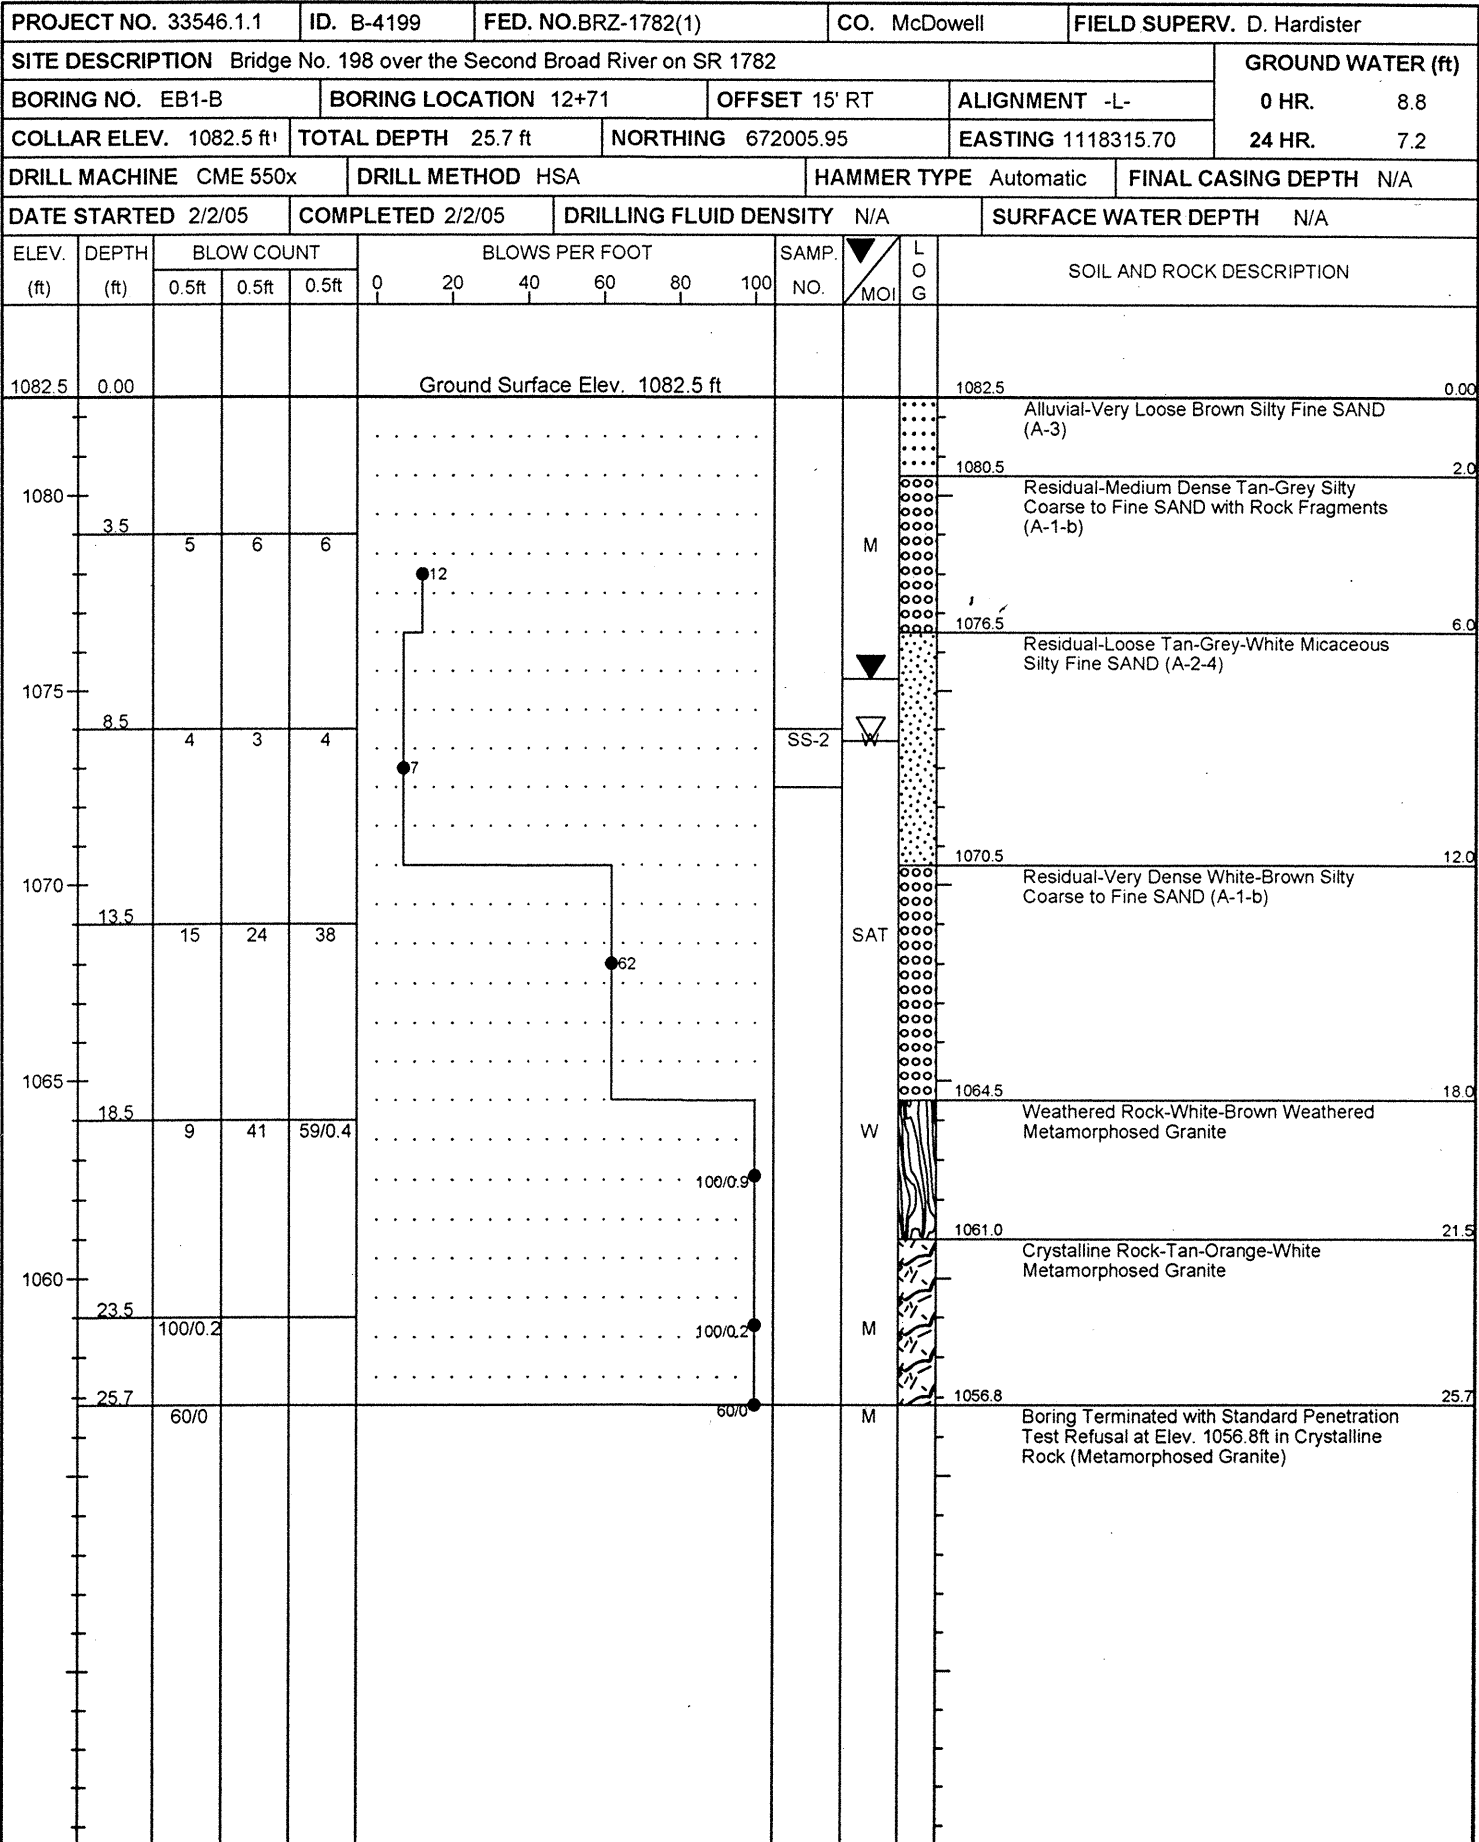 PROJECT NO. 33546.1.1 ID. B-4199 FED. NO.BRZ-1782(1) CO. McDowell FIELD SUPERV. D. Hardister
SITE DESCRIPTION Bridge No. 198 over the Second Broad River on SR 1782 GROUND WATER (ft)
BORING NO. EB1-B BORING LOCATION 12+71 OFFSET 15' RT ALIGNMENT -L- 0 HR. 8.8
COLLAR ELEV. 1082.5 ft TOTAL DEPTH 25.7 ft NORTHING 672005.95 EASTING 1118315.70 24 HR. 7.2
DRILL MACHINE CME 550x DRILL METHOD HSA HAMMER TYPE Automatic FINAL CASING DEPTH N/A
DATE STARTED 2/2/05 COMPLETED 2/2/05 DRILLING FLUID DENSITY N/A SURFACE WATER DEPTH N/A
ELEV. DEPTH BLOW COUNT BLOWS PER FOOT SAMP. L
O SOIL AND ROCK DESCRIPTION
(ft) (ft) 0.5ft 0.5ft 0.5ft 0 20 40 60 80 100 NO. MOI G
1082.5 0.00 Ground Surface Elev. 1082.5 ft 1082.5 0.00
Alluvial-Very Loose Brown Silty Fine SAND
(A-3)
1080.5 2.0
1080 Residual-Medium Dense Tan-Grey Silty
Coarse to Fine SAND with Rock Fragments
3.5 (A-1-b)
5 6 6 M
12
1076.5 6.0
Residual-Loose Tan-Grey-White Micaceous
Silty Fine SAND (A-2-4)
1075
8.5
4 3 4 SS-2 W
7
1070.5 12.0
1070 Residual-Very Dense White-Brown Silty
Coarse to Fine SAND (A-1-b)
13.5
15 24 38 SAT
62
1065
1064.5 18.0
18.5 Weathered Rock-White-Brown Weathered
9 41 59/0.4 W Metamorphosed Granite
100/0.9
1061.0 21.5
Crystalline Rock-Tan-Orange-White
1060 Metamorphosed Granite
23.5
100/0.2 100/0.2 M
25.7 1056.8 25.7
60/0 60/0 M Boring Terminated with Standard Penetration
Test Refusal at Elev. 1056.8ft in Crystalline
Rock (Metamorphosed Granite)